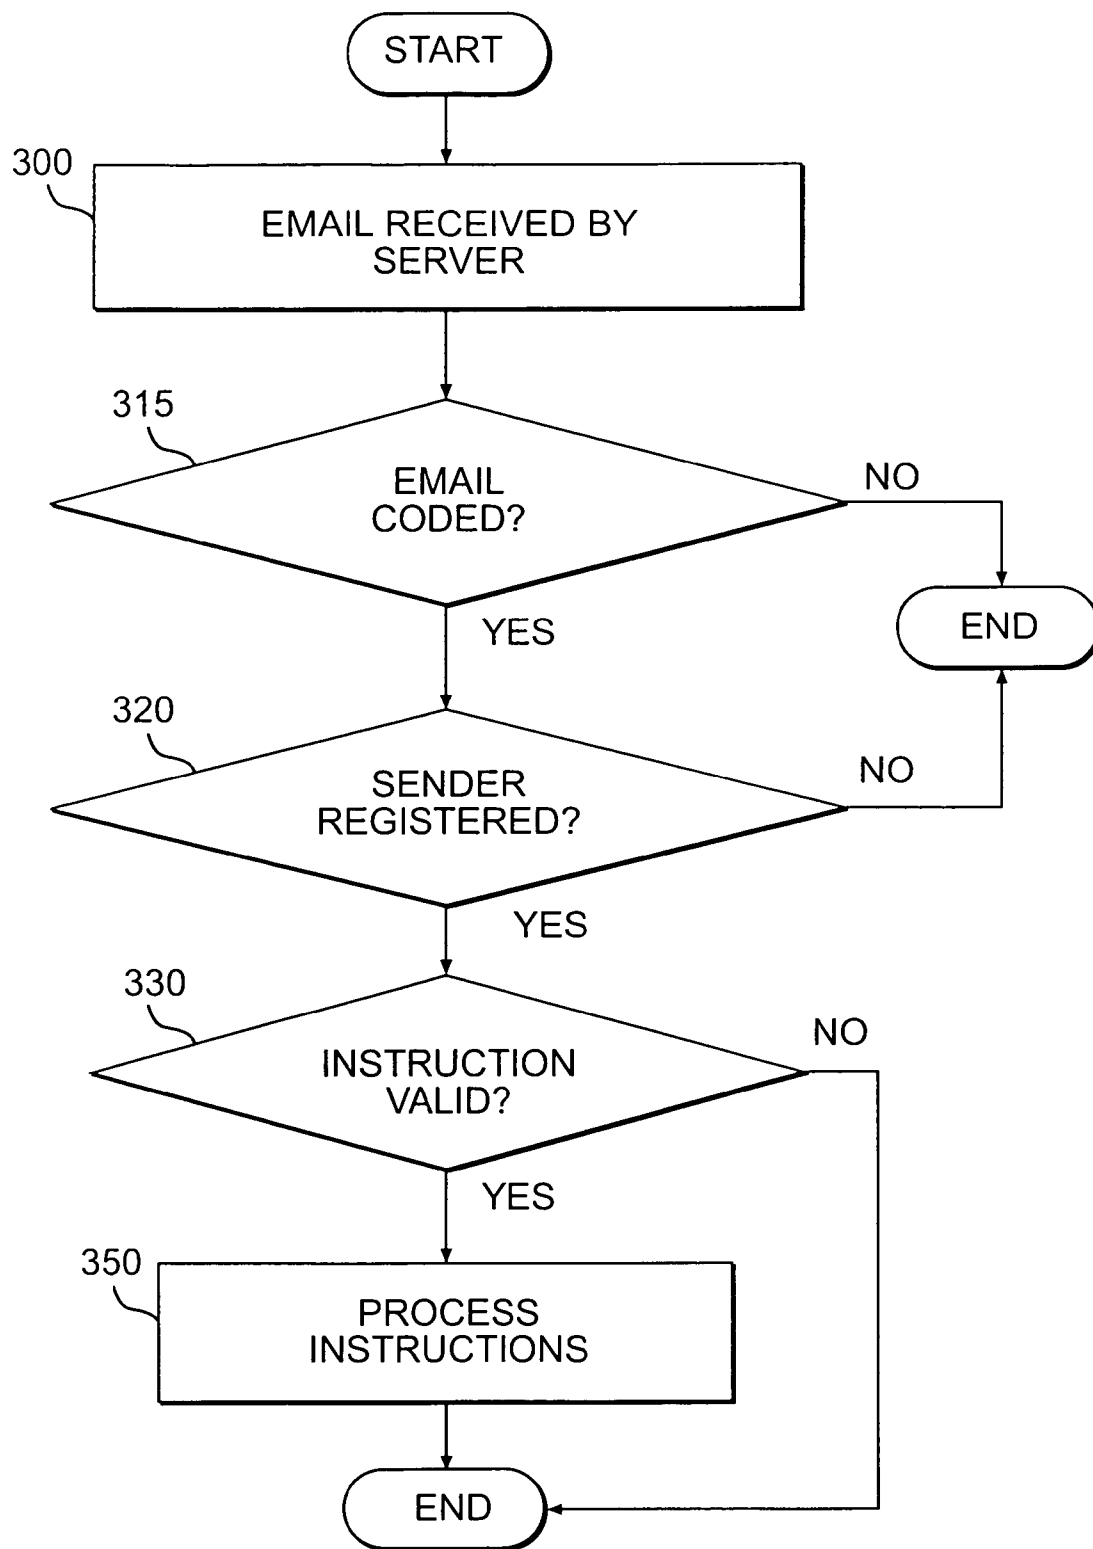 START
300
EMAIL RECEIVED BY
SERVER
315
EMAIL
CODED?
NO
YES
END
320
SENDER
REGISTERED?
NO
YES
330
INSTRUCTION
VALID?
NO
YES
350
PROCESS
INSTRUCTIONS
END